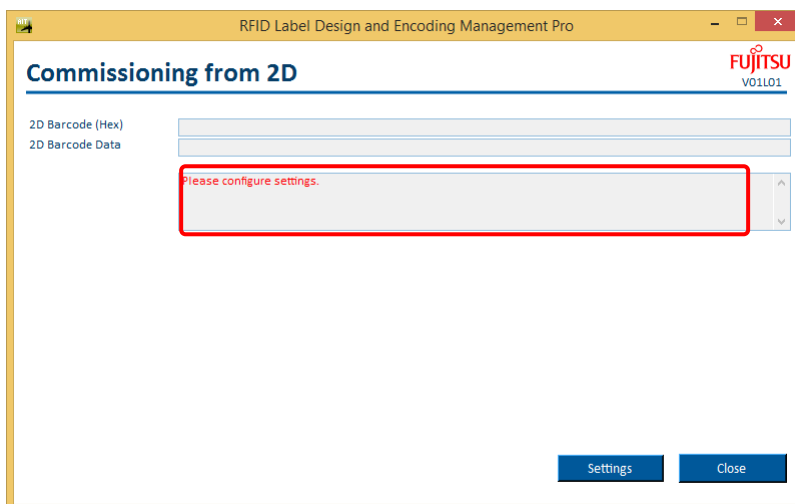 RFID Label Design and Encoding Management Pro
Commissioning from 2D
FUJITSU
V01L01
2D Barcode (Hex)
2D Barcode Data
Please configure settings.
Settings
Close